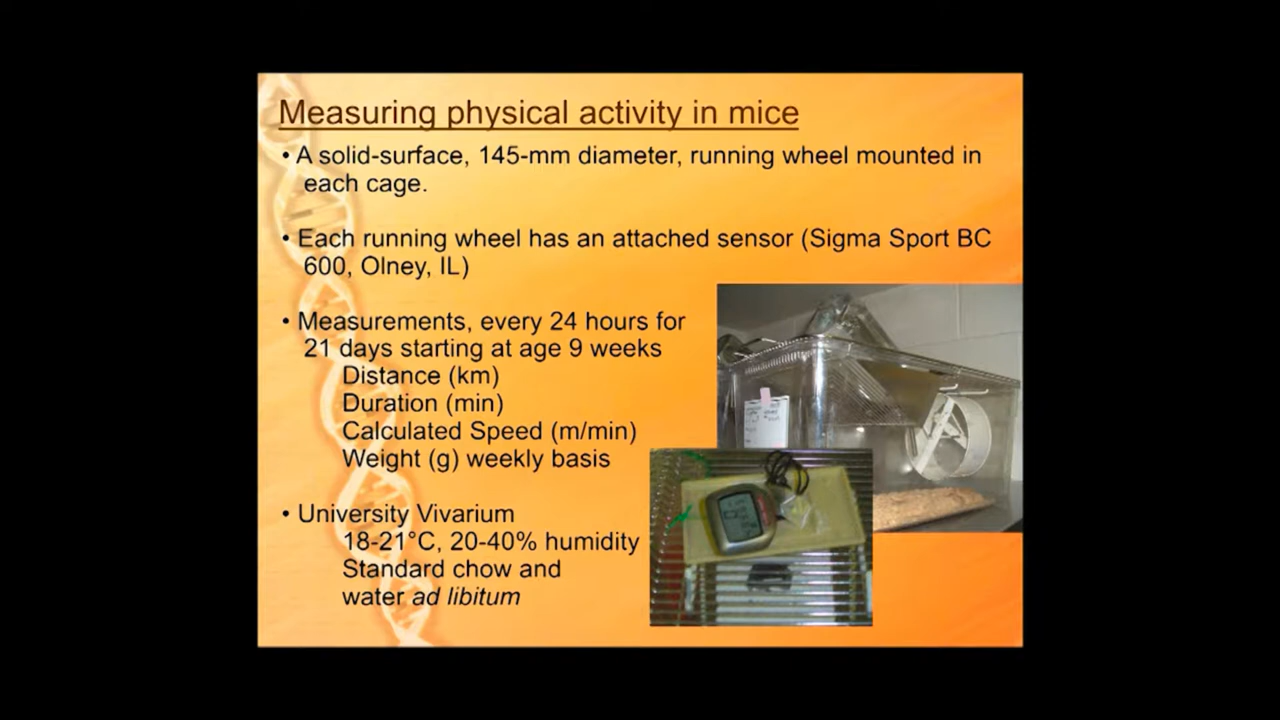 Measuring physical activity in mice
• A solid-surface, 145-mm diameter, running wheel mounted in
each cage.
• Each running wheel has an attached sensor (Sigma Sport BC
600, Olney, IL)
• Measurements, every 24 hours for
21 days starting at age 9 weeks
Distance (km)
Duration (min)
Calculated Speed (m/min)
Weight (g) weekly basis
• University Vivarium
18-21°C, 20-40% humidity
Standard chow and
water ad libitum